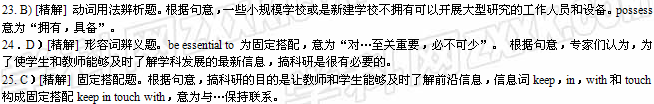 23. B) [精解] 动词用法辨析题。根据句意，一些小规模学校或是新建学校不拥有可以开展大型研究的工作人员和设备。possess
意为“拥有，具备”。
24. D) [精解] 形容词辨义题。be essential to 为固定搭配，意为“对…至关重要，必不可少”。 根据句意，专家们认为，为
了使学生和教师能够及时了解学科发展的最新信息，搞科研是很有必要的。
25. C) [精解] 固定搭配题。根据句意，搞科研的目的是让教师和学生能够及时了解前沿信息，信息词 keep，in，with 和 touch
构成固定搭配 keep in touch with，意为与…保持联系。